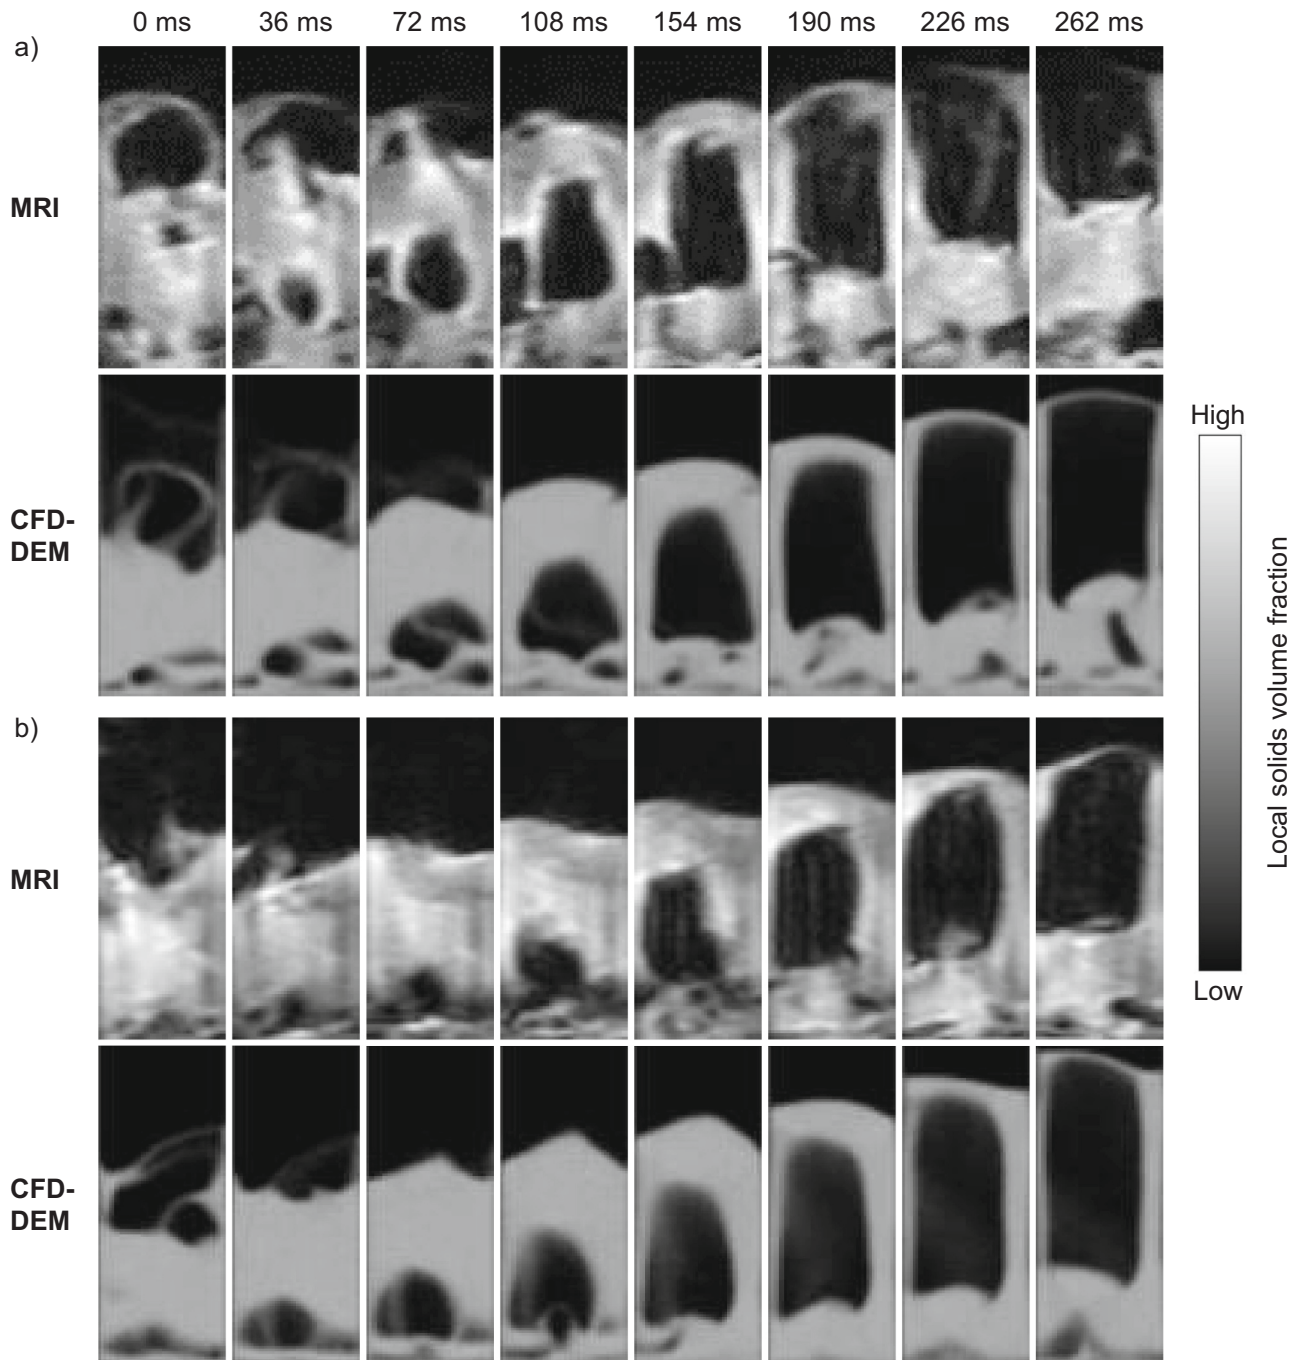 0 ms 36 ms 72 ms 108 ms 154 ms 190 ms 226 ms 262 ms
a)
MRI
CFD-
DEM
High
Local solids volume fraction
Low
b)
MRI
CFD-
DEM